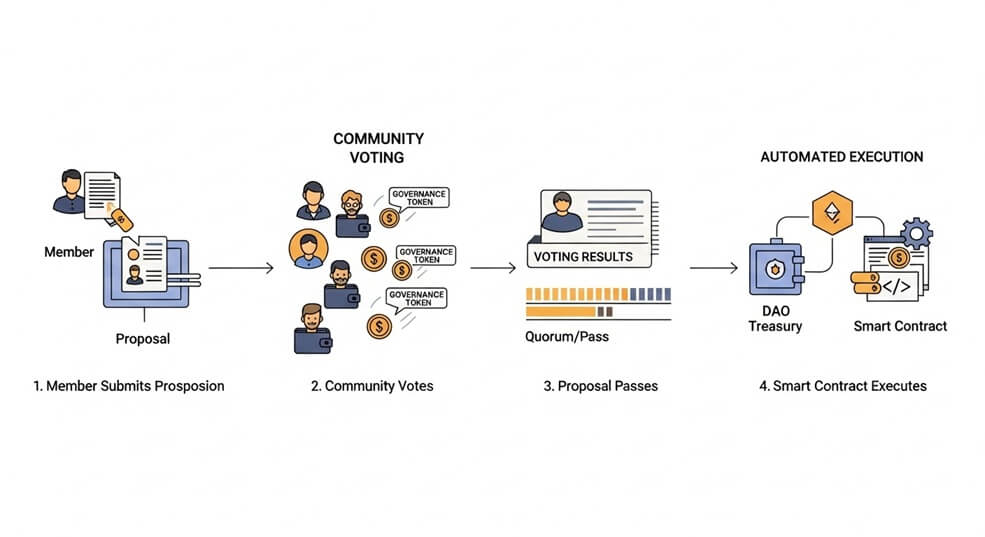 COMMUNITY
VOTING
AUTOMATED EXECUTION
Member
Proposal
GOVERNANCE
TOKEN
GOVERNANCE
TOKEN
GOVERNANCE
TOKEN
VOTING RESULTS
Quorum/Pass
DAO
Treasury
</>
Smart Contract
1. Member Submits Prosposion
2. Community Votes
3. Proposal Passes
4. Smart Contract Executes